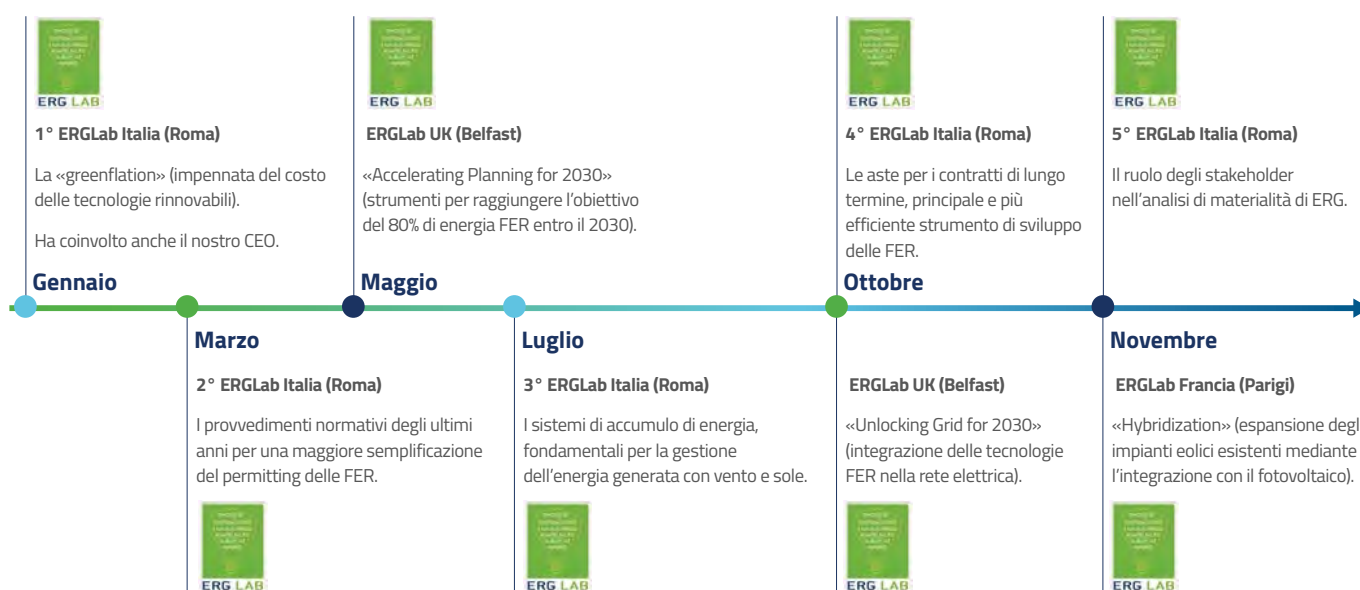 ERG LAB
ERG LAB
ERG LAB
ERG LAB
1° ERGLab Italia (Roma)
La «greenflation» (impennata del costo
delle tecnologie rinnovabili).
Ha coinvolto anche il nostro CEO.
Gennaio
ERGLab UK (Belfast)
«Accelerating Planning for 2030»
(strumenti per raggiungere l'obiettivo
del 80% di energia FER entro il 2030).
Maggio
4° ERGLab Italia (Roma)
Le aste per i contratti di lungo
termine, principale e più
efficiente strumento di sviluppo
delle FER.
Ottobre
5° ERGLab Italia (Roma)
Il ruolo degli stakeholder
nell'analisi di materialità di ERG.
Marzo
2° ERGLab Italia (Roma)
I provvedimenti normativi degli ultimi
anni per una maggiore semplificazione
del permitting delle FER.
ERG LAB
Luglio
3° ERGLab Italia (Roma)
I sistemi di accumulo di energia,
fondamentali per la gestione
dell'energia generata con vento e sole.
ERG LAB
ERGLab UK (Belfast)
«Unlocking Grid for 2030»
(integrazione delle tecnologie
FER nella rete elettrica).
ERG LAB
Novembre
ERGLab Francia (Parigi)
«Hybridization» (espansione degl
impianti eolici esistenti mediante
l'integrazione con il fotovoltaico).
ERG LAB